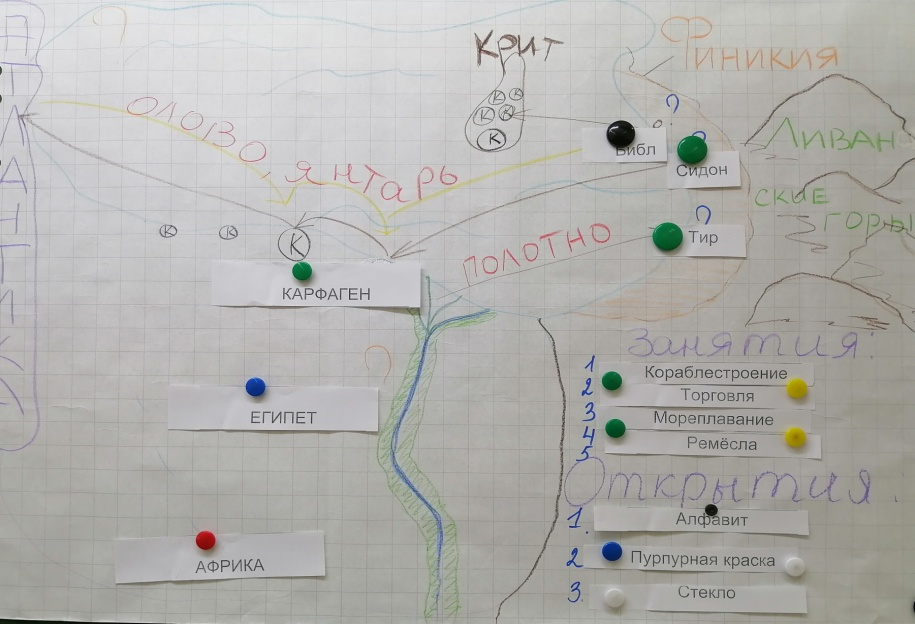 АТЛАНТИКА
КРИТ
ФИНИКИЯ
?
К К
К К
К
Библ
Сидон
ЛИВАН
СКИЕ
ГОРЫ
ОЛОВО, ЯНТАРЬ
К К К
ПОЛОТНО
Тир
КАРФАГЕН
ЕГИПЕТ
АФРИКА
Занятия:
1 Кораблестроение
2 Торговля
3 Мореплавание
4 Ремёсла
5
Открытия.
1. Алфавит
2 Пурпурная краска
3. Стекло